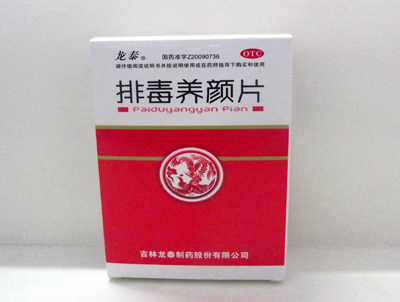 龙泰®
国药准字Z20090736
OTC
请仔细阅读说明书并按说明使用或在药师指导下购买和使用
排毒养颜片
Paiduyangyan Pian
吉林龙泰制药股份有限公司